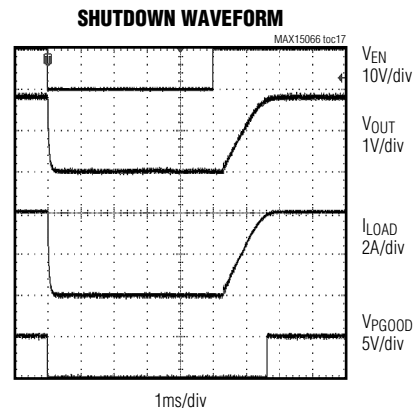 SHUTDOWN WAVEFORM
MAX15066 toc17
VEN
10V/div
VOUT
1V/div
ILOAD
2A/div
VPGOOD
5V/div
1ms/div